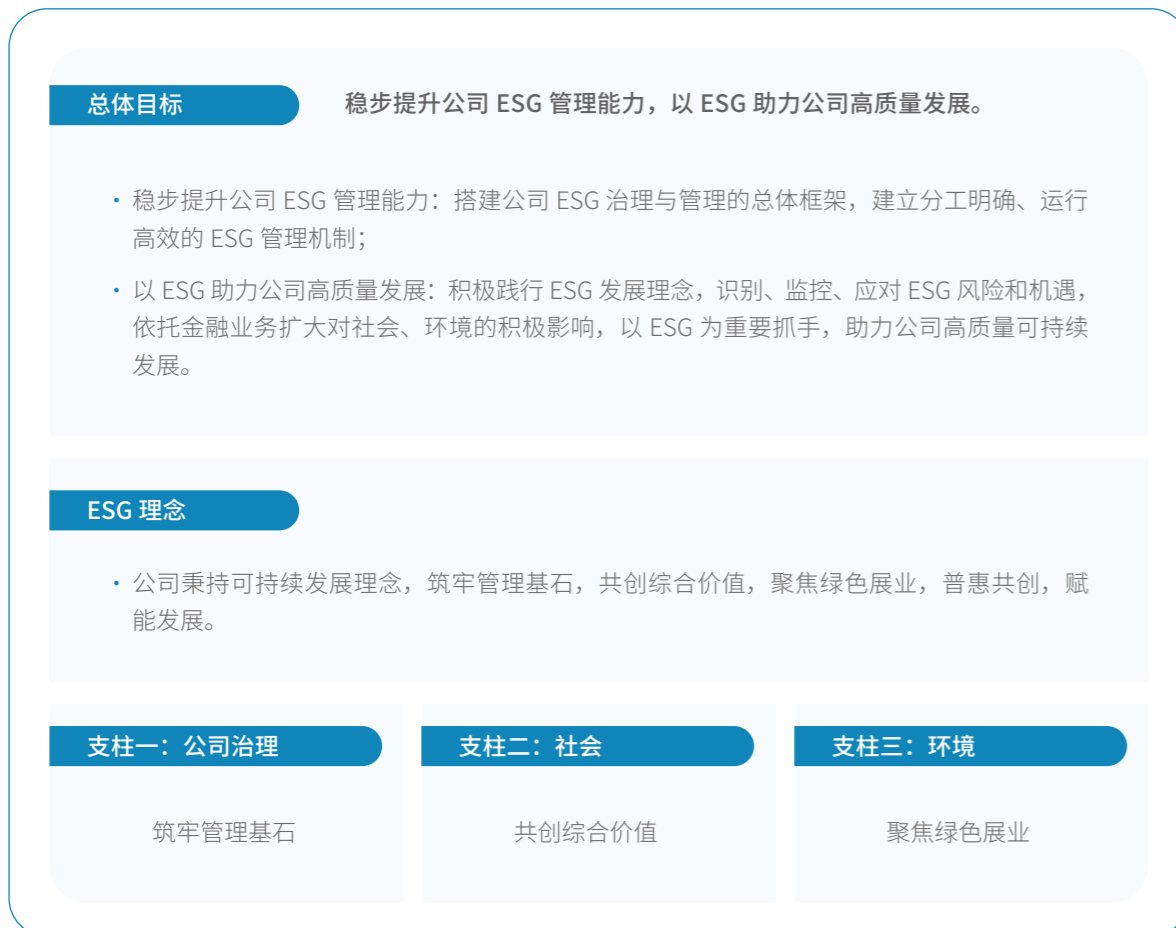 总体目标
稳步提升公司 ESG 管理能力，以 ESG 助力公司高质量发展。
· 稳步提升公司 ESG 管理能力：搭建公司 ESG 治理与管理的总体框架，建立分工明确、运行
高效的 ESG 管理机制；
· 以 ESG 助力公司高质量发展：积极践行 ESG 发展理念，识别、监控、应对 ESG 风险和机遇，
依托金融业务扩大对社会、环境的积极影响，以 ESG 为重要抓手，助力公司高质量可持续
发展。
ESG 理念
· 公司秉持可持续发展理念，筑牢管理基石，共创综合价值，聚焦绿色展业，普惠共创，赋
能发展。
支柱一：公司治理
筑牢管理基石
支柱二：社会
共创综合价值
支柱三：环境
聚焦绿色展业